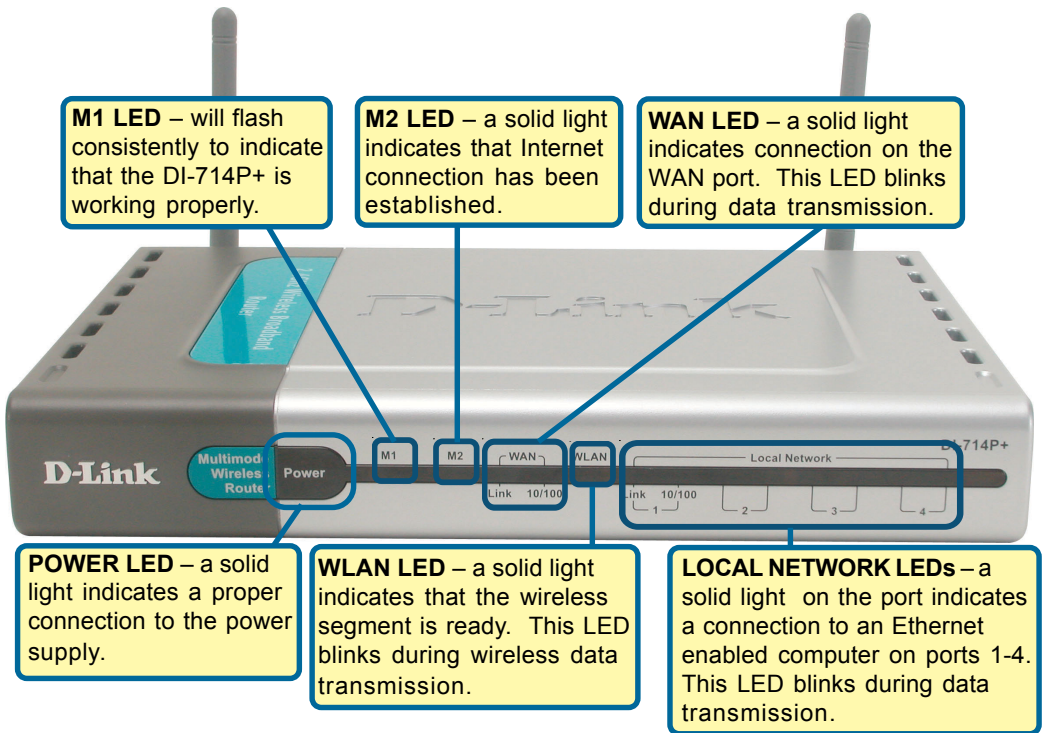 M1 LED – will flash
consistently to indicate
that the DI-714P+ is
working properly.
M2 LED – a solid light
indicates that Internet
connection has been
established.
WAN LED – a solid light
indicates connection on the
WAN port. This LED blinks
during data transmission.
2.4GHz Wireless Broadband
Router
D-Link
DI-714P+
D-Link
Multimode
Wireless
Router
Power
M1
M2
WAN
Link 10/100
WLAN
Local Network
Link 10/100
1
2
3
4
POWER LED – a solid
light indicates a proper
connection to the power
supply.
WLAN LED – a solid light
indicates that the wireless
segment is ready. This LED
blinks during wireless data
transmission.
LOCAL NETWORK LEDs – a
solid light on the port indicates
a connection to an Ethernet
enabled computer on ports 1-4.
This LED blinks during data
transmission.